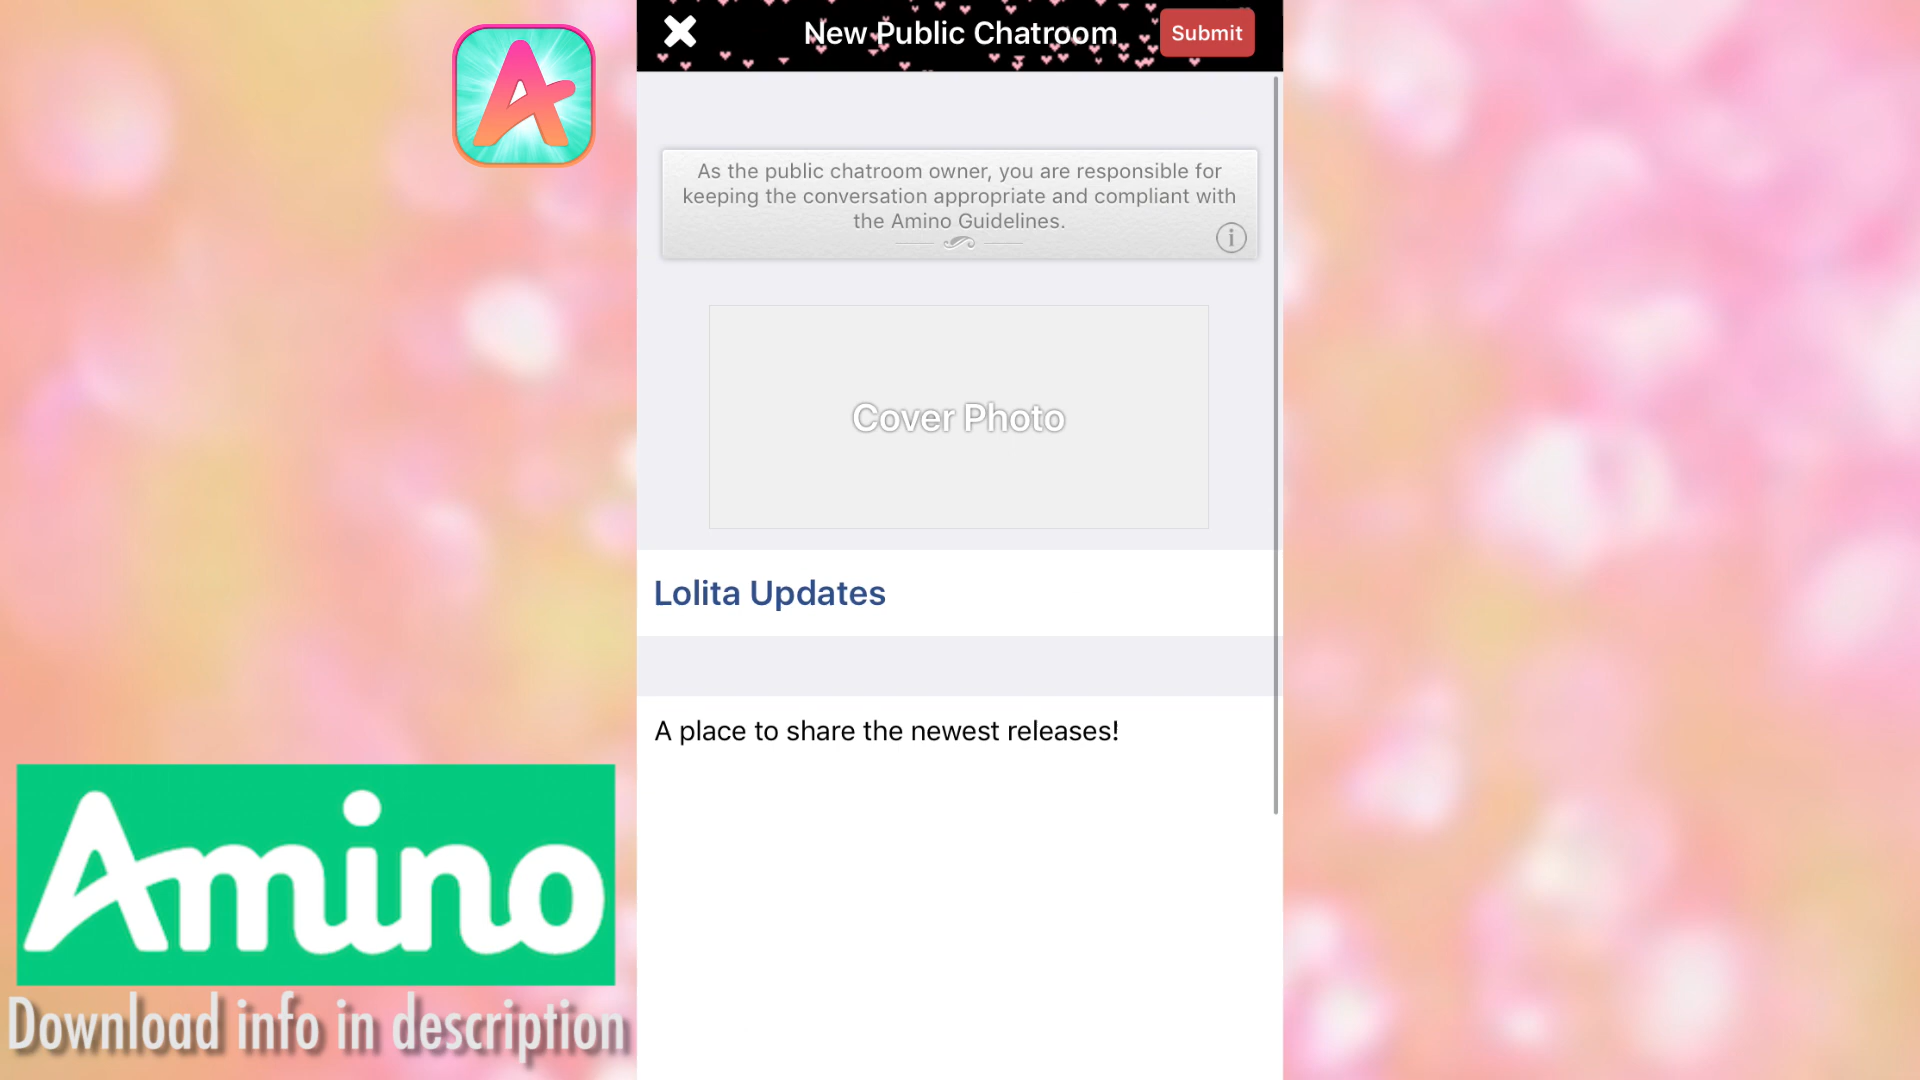 New Public Chatroom
Submit
As the public chatroom owner, you are responsible for
keeping the conversation appropriate and compliant with
the Amino Guidelines.
Cover Photo
Lolita Updates
A place to share the newest releases!
Amino
Download info in description